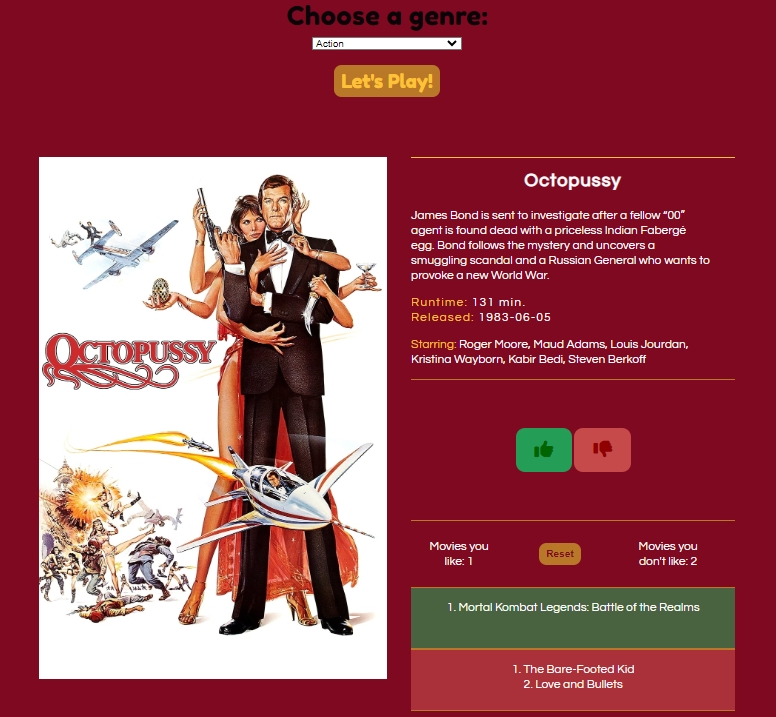 Choose a genre:
Action
Let's Play!
OCTOPUSSY
Octopussy
James Bond is sent to investigate after a fellow “00”
agent is found dead with a priceless Indian Fabergé
egg. Bond follows the mystery and uncovers a
smuggling scandal and a Russian General who wants to
provoke a new World War.
Runtime: 131 min.
Released: 1983-06-05
Starring: Roger Moore, Maud Adams, Louis Jourdan,
Kristina Wayborn, Kabir Bedi, Steven Berkoff
Movies you
like: 1
Reset
Movies you
don't like: 2
1. Mortal Kombat Legends: Battle of the Realms
1. The Bare-Footed Kid
2. Love and Bullets